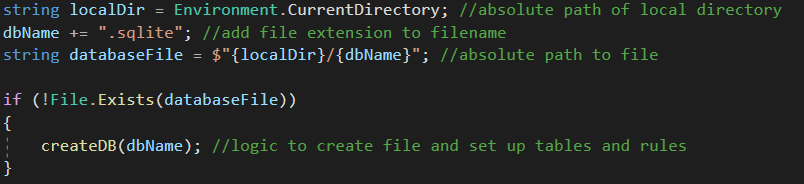 string localDir = Environment.CurrentDirectory; //absolute path of local directory
dbName += ".sqlite"; //add file extension to filename
string databaseFile = $"{localDir}/{dbName}"; //absolute path to file
if (!File.Exists(databaseFile))
{
createDB(dbName); //logic to create file and set up tables and rules
}